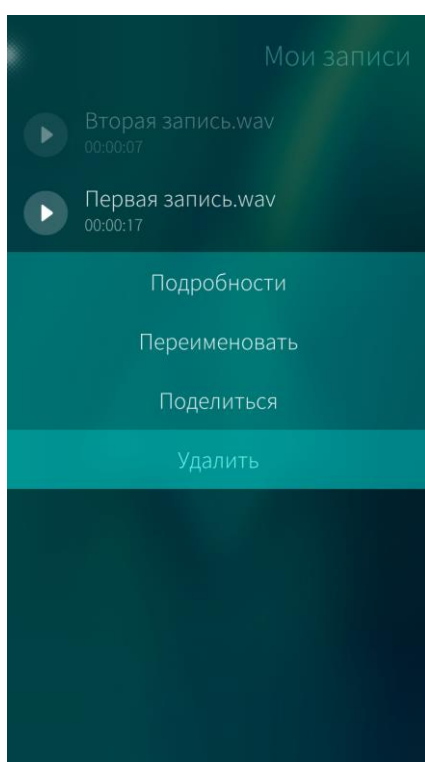 Мои записи
Вторая запись.wav
00:00:07
Первая запись.wav
00:00:17
Подробности
Переименовать
Поделиться
Удалить